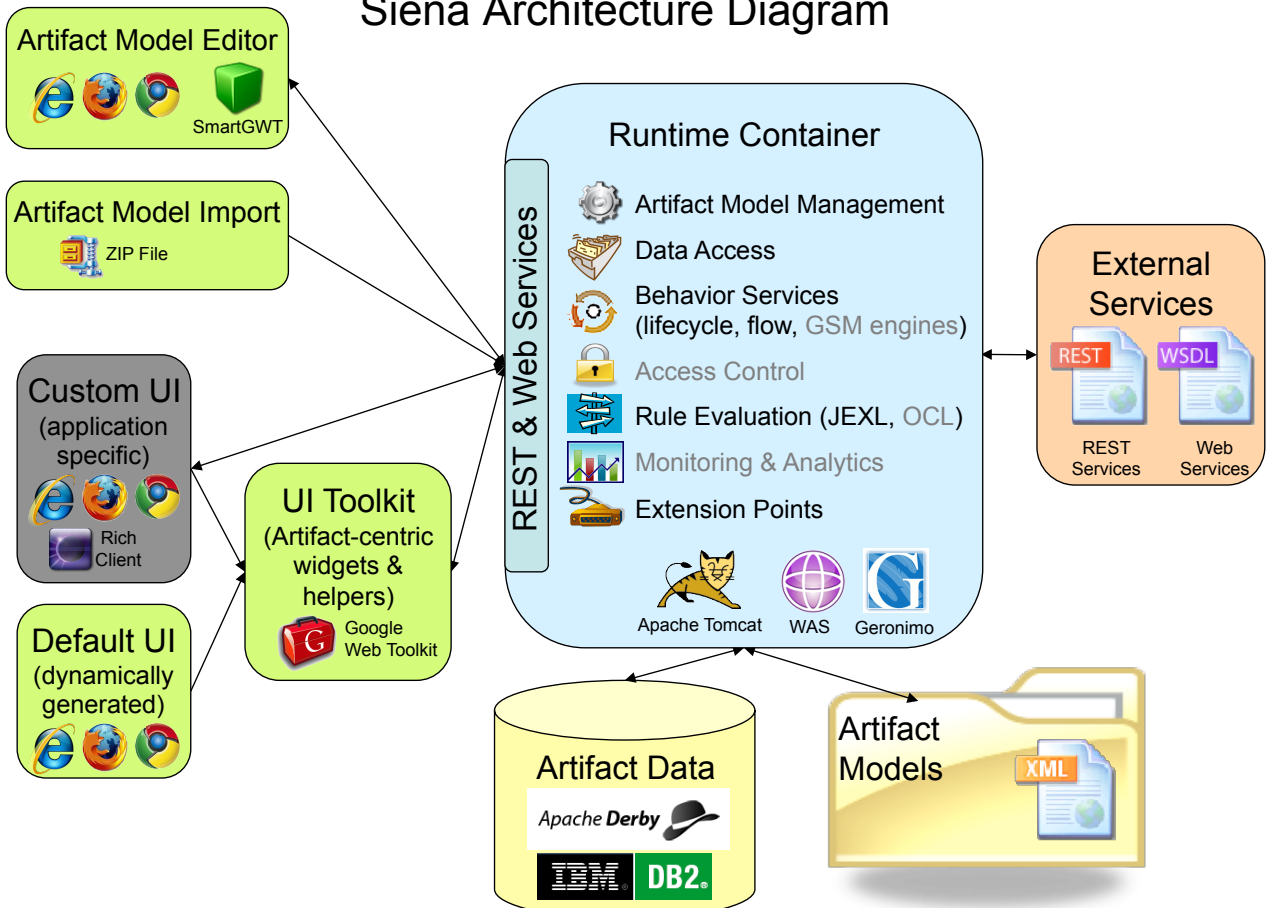 Siena Architecture Diagram
Artifact Model Editor
SmartGWT
Artifact Model Import
ZIP File
Custom UI
(application
specific)
Rich
Client
Default UI
(dynamically
generated)
UI Toolkit
(Artifact-centric
widgets &
helpers)
G
Google
Web Toolkit
REST & Web Services
Runtime Container
Artifact Model Management
Data Access
Behavior Services
(lifecycle, flow, GSM engines)
Access Control
Rule Evaluation (JEXL, OCL)
Monitoring & Analytics
Extension Points
Apache Tomcat
WAS
G
Geronimo
External
Services
REST
WSDL
REST
Services
Web
Services
Artifact Data
Apache Derby
IBM® DB2®
Artifact
Models
XML